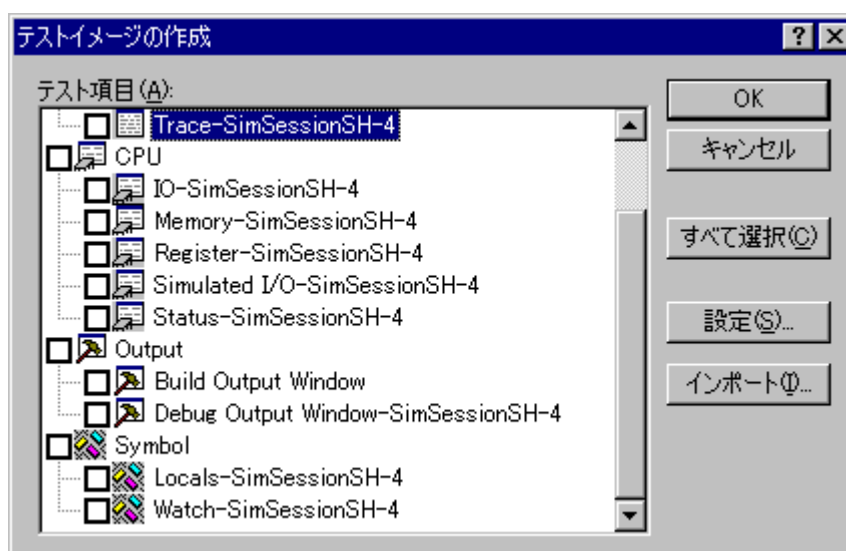 テストイメージの作成
テスト項目(A):
Trace-SimSessionSH-4
CPU
IO-SimSessionSH-4
Memory-SimSessionSH-4
Register-SimSessionSH-4
Simulated I/O-SimSessionSH-4
Status-SimSessionSH-4
Output
Build Output Window
Debug Output Window-SimSessionSH-4
Symbol
Locals-SimSessionSH-4
Watch-SimSessionSH-4
OK
キャンセル
すべて選択(C)
設定(S)...
インポート(I)...